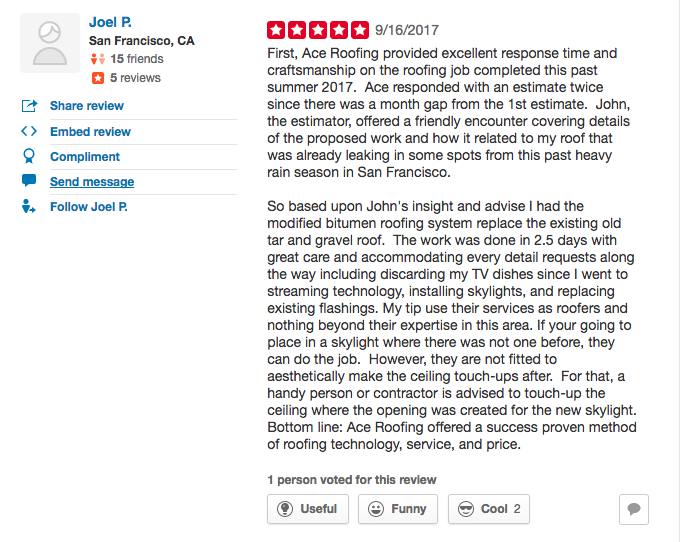 Joel P.
San Francisco, CA
15 friends
5 reviews
Share review
Embed review
Compliment
Send message
Follow Joel P.
9/16/2017
First, Ace Roofing provided excellent response time and
craftsmanship on the roofing job completed this past
summer 2017.  Ace responded with an estimate twice
since there was a month gap from the 1st estimate.  John,
the estimator, offered a friendly encounter covering details
of the proposed work and how it related to my roof that
was already leaking in some spots from this past heavy
rain season in San Francisco.
So based upon John's insight and advise I had the
modified bitumen roofing system replace the existing old
tar and gravel roof.  The work was done in 2.5 days with
great care and accommodating every detail requests along
the way including discarding my TV dishes since I went to
streaming technology, installing skylights, and replacing
existing flashings. My tip use their services as roofers and
nothing beyond their expertise in this area. If your going to
place in a skylight where there was not one before, they
can do the job.  However, they are not fitted to
aesthetically make the ceiling touch-ups after.  For that, a
handy person or contractor is advised to touch-up the
ceiling where the opening was created for the new skylight.
Bottom line: Ace Roofing offered a success proven method
of roofing technology, service, and price.
1 person voted for this review
Useful
Funny
Cool 2